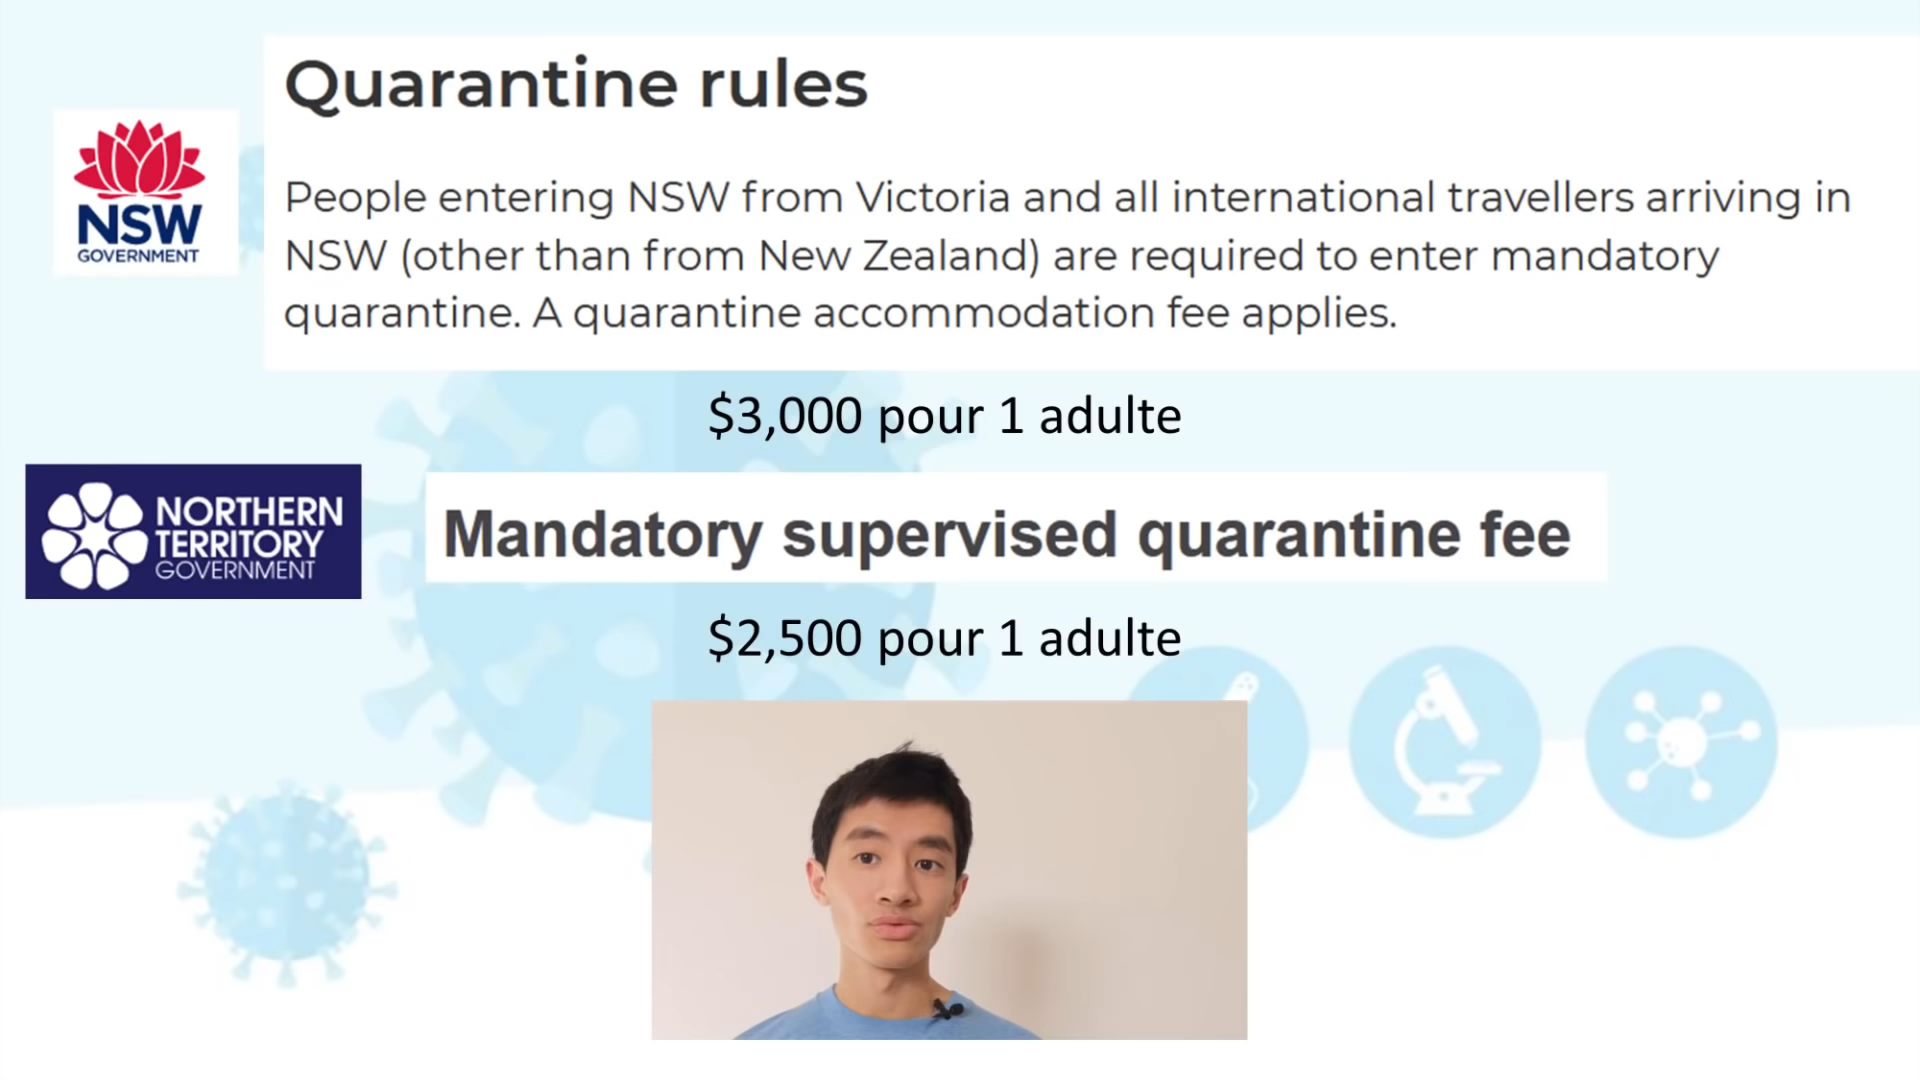 Quarantine rules
NSW
GOVERNMENT
People entering NSW from Victoria and all international travellers arriving in
NSW (other than from New Zealand) are required to enter mandatory
quarantine. A quarantine accommodation fee applies.
$3,000 pour 1 adulte
NORTHERN
TERRITORY
GOVERNMENT
Mandatory supervised quarantine fee
$2,500 pour 1 adulte